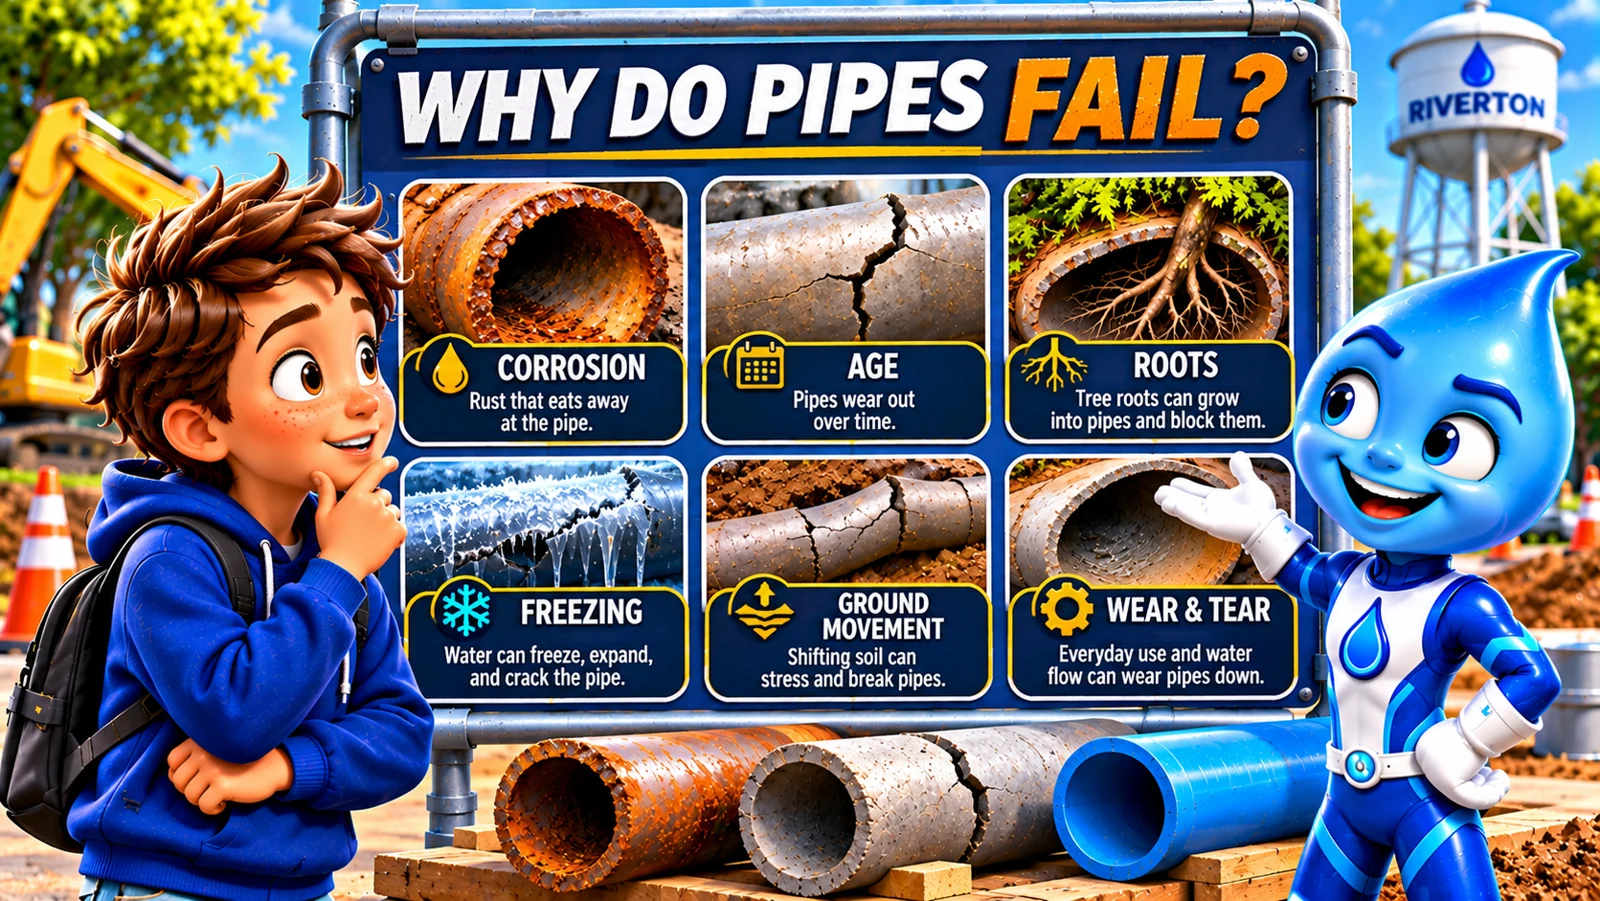 WHY DO PIPES FAIL?
RIVERTON
CORROSION
Rust that eats away
at the pipe.
AGE
Pipes wear out
over time.
ROOTS
Tree roots can grow
into pipes and block them.
FREEZING
Water can freeze, expand,
and crack the pipe.
GROUND
MOVEMENT
Shifting soil can
stress and break pipes.
WEAR & TEAR
Everyday use and water
flow can wear pipes down.